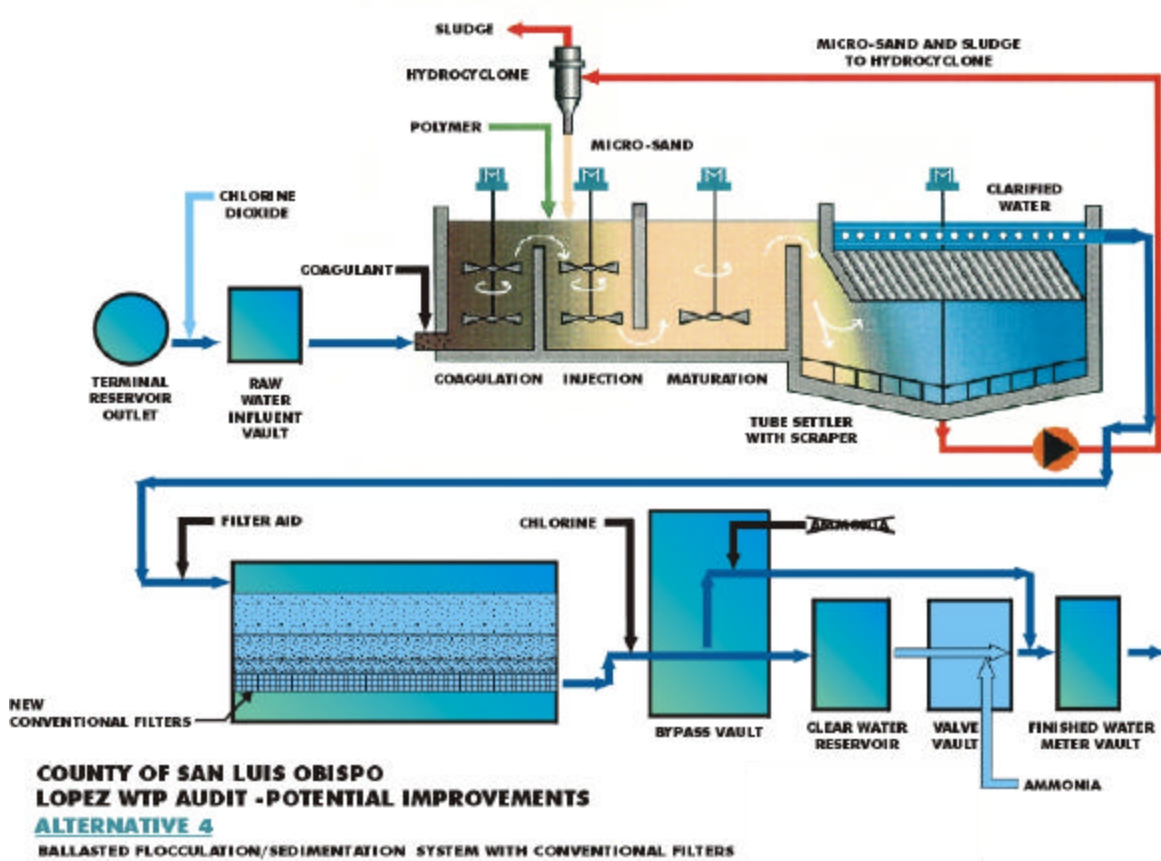 SLUDGE
HYDROCYCLONE
MICRO-SAND AND SLUDGE
TO HYDROCYCLONE
POLYMER
MICRO-SAND
M
M
M
M
CHLORINE
DIOXIDE
CLARIFIED
WATER
COAGULANT
TERMINAL
RESERVOIR
OUTLET
RAW
WATER
INFLUENT
VAULT
COAGULATION
INJECTION
MATURATION
TUBE SETTLER
WITH SCRAPER
FILTER AID
CHLORINE
AMMONIA
NEW
CONVENTIONAL FILTERS
BYPASS VAULT
CLEAR WATER
RESERVOIR
VALVE
VAULT
FINISHED WATER
METER VAULT
AMMONIA
COUNTY OF SAN LUIS OBISPO
LOPEZ WTP AUDIT -POTENTIAL IMPROVEMENTS
ALTERNATIVE 4
BALLASTED FLOCCULATION/SEDIMENTATION SYSTEM WITH CONVENTIONAL FILTERS